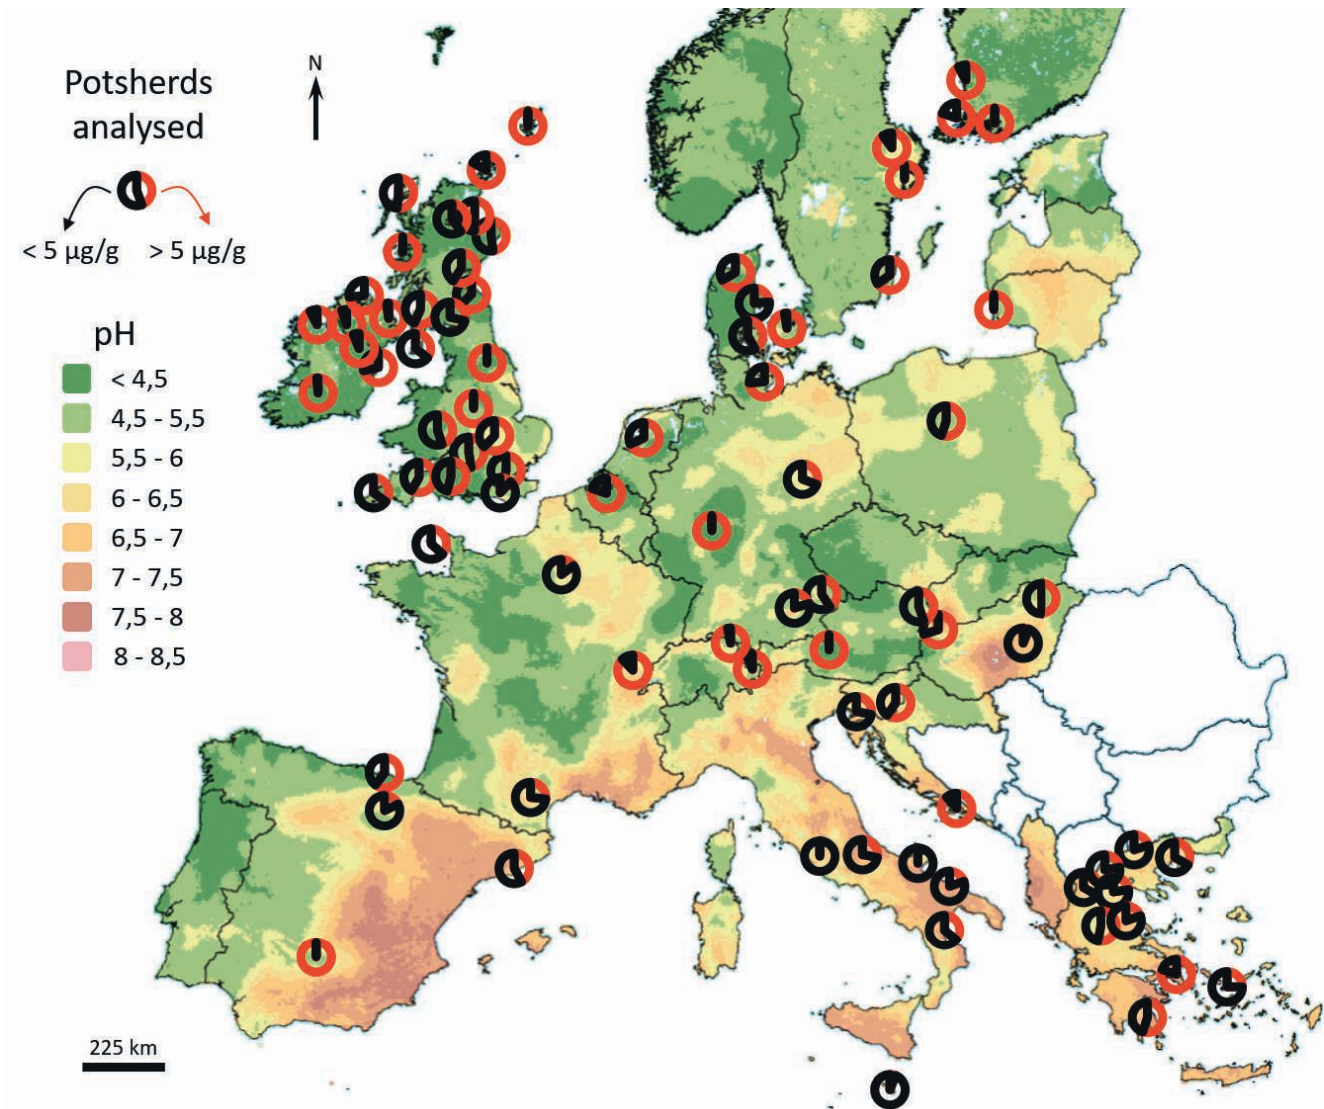 Potsherds
analysed
N
< 5 µg/g > 5 µg/g
pH
< 4,5
4,5 - 5,5
5,5 - 6
6 - 6,5
6,5 - 7
7 - 7,5
7,5 - 8
8 - 8,5
225 km